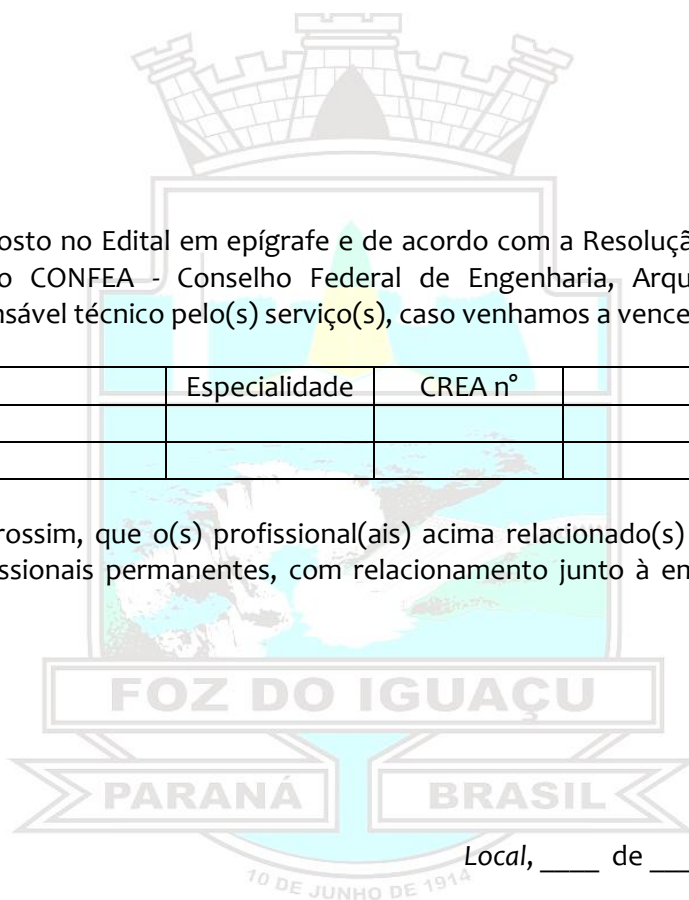 osto no Edital em epígrafe e de acordo com a Resoluçã
o CONFEA - Conselho Federal de Engenharia, Arqu
nsável técnico pelo(s) serviço(s), caso venhamos a vence
Especialidade CREA n°
rossim, que o(s) profissional(ais) acima relacionado(s)
issionais permanentes, com relacionamento junto à en
FOZ DO IGUAÇU
PARANÁ BRASIL
Local, ____ de ___
10 DE JUNHO DE 1914